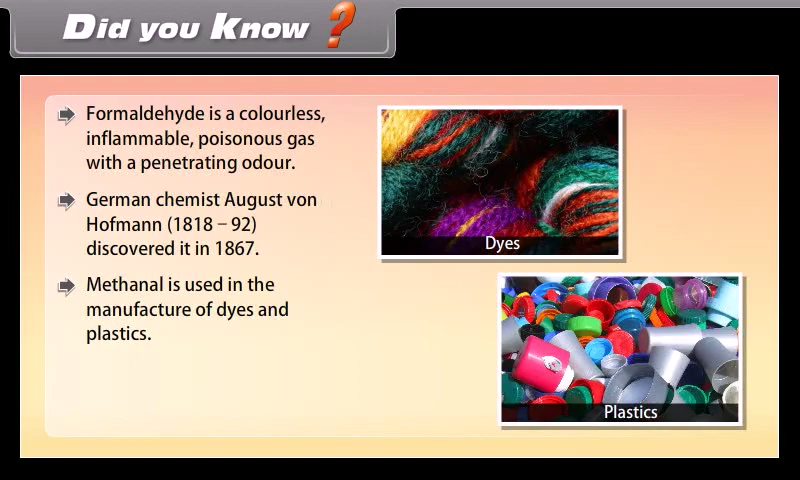 Did you Know ?
Formaldehyde is a colourless,
inflammable, poisonous gas
with a penetrating odour.
German chemist August von
Hofmann (1818 – 92)
discovered it in 1867.
Methanal is used in the
manufacture of dyes and
plastics.
Dyes
Plastics